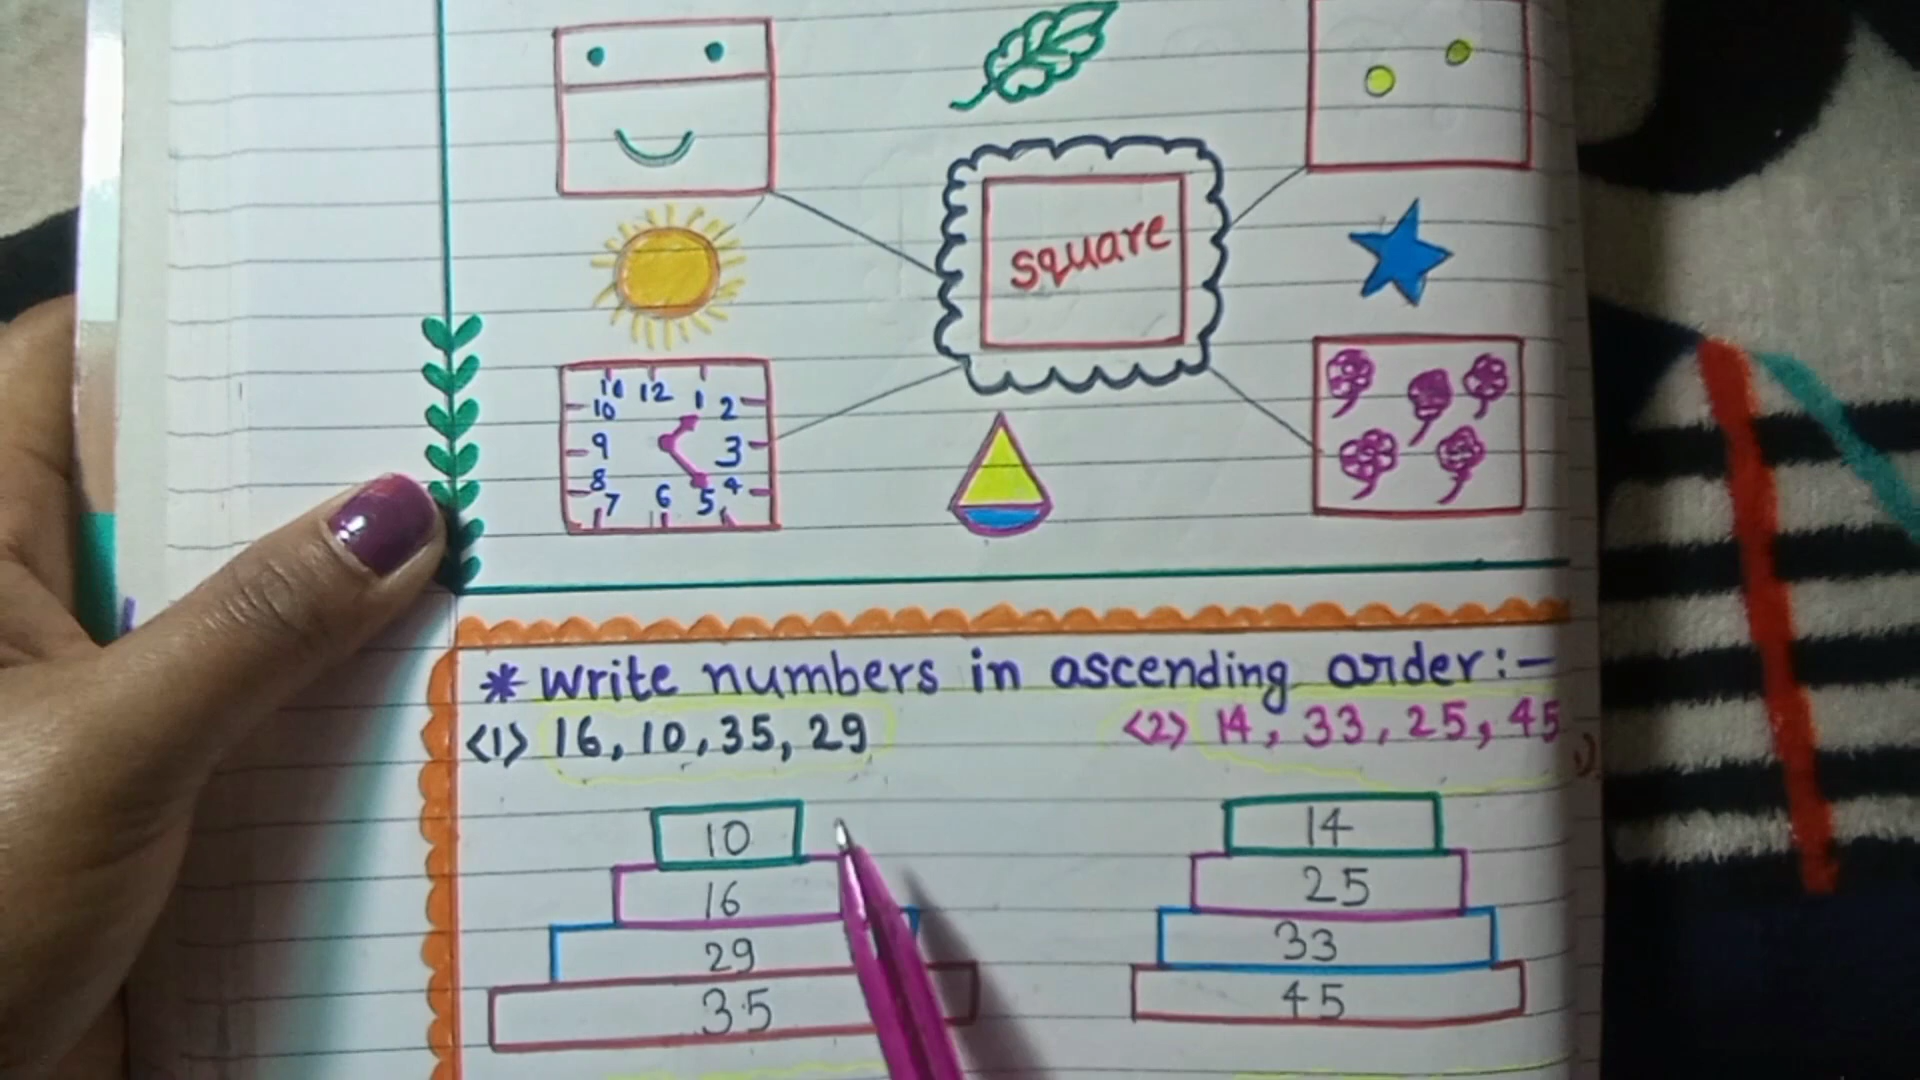 square
11 12 1 2
10
9 3
8 4
7 6 5
* Write numbers in ascending order:-
<1> 16, 10, 35, 29
<2> 14, 33, 25, 45
10
16
29
35
14
25
33
45